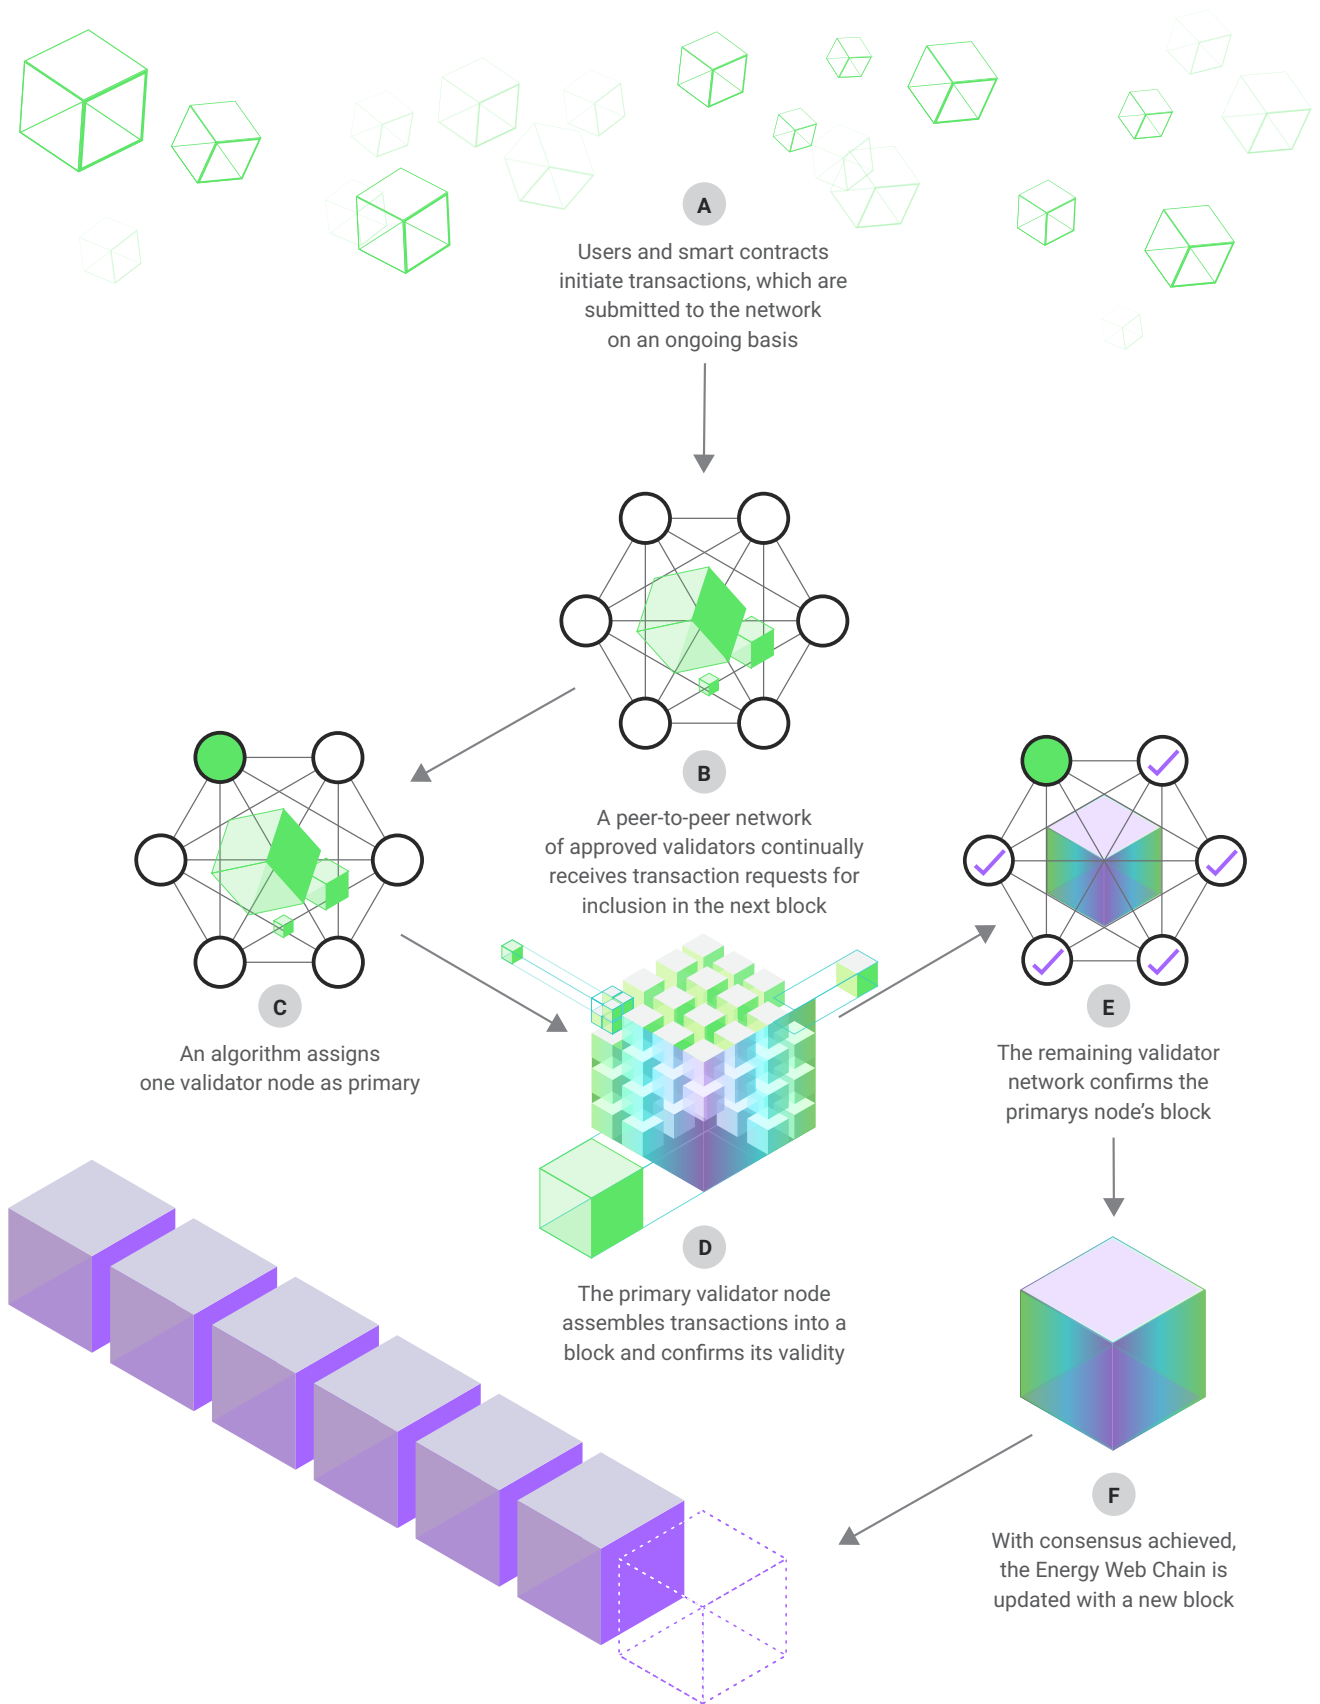 A
Users and smart contracts
initiate transactions, which are
submitted to the network
on an ongoing basis
B
A peer-to-peer network
of approved validators continually
receives transaction requests for
inclusion in the next block
C
An algorithm assigns
one validator node as primary
D
The primary validator node
assembles transactions into a
block and confirms its validity
E
The remaining validator
network confirms the
primarys node's block
F
With consensus achieved,
the Energy Web Chain is
updated with a new block